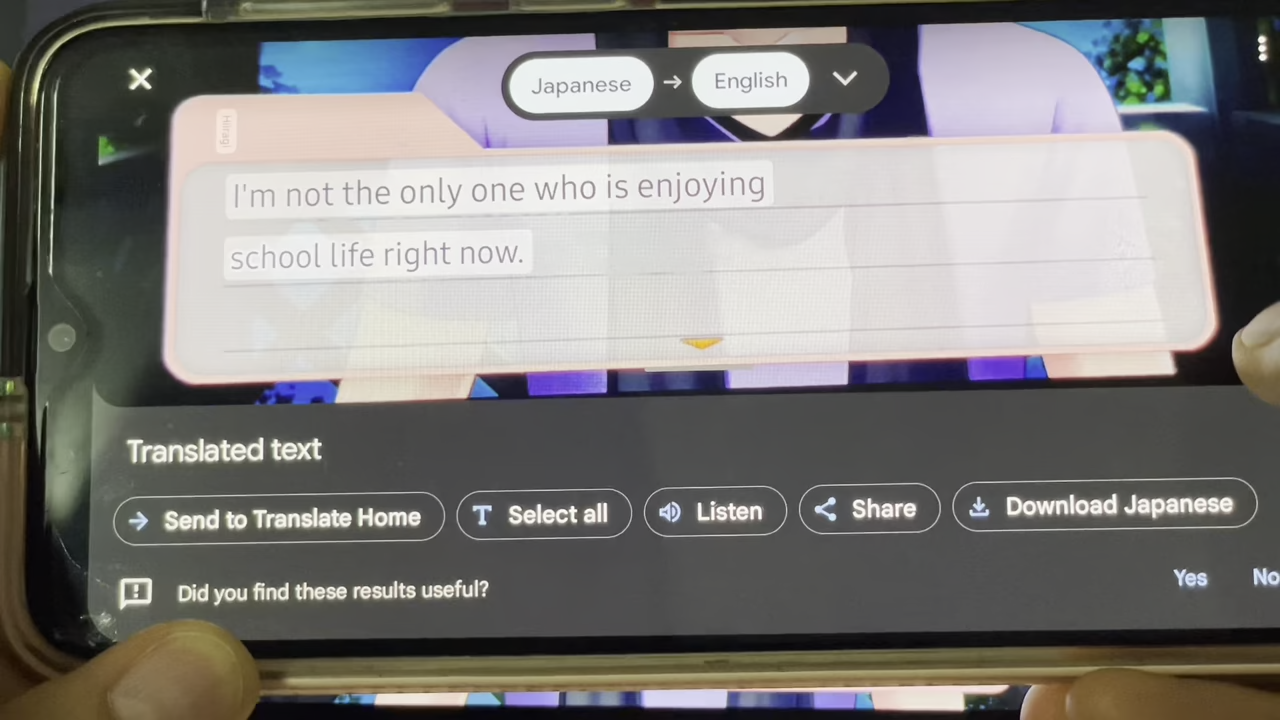 Japanese → English
Hiiragi
I'm not the only one who is enjoying
school life right now.
Translated text
Send to Translate Home
Select all
Listen
Share
Download Japanese
Did you find these results useful?
Yes
No